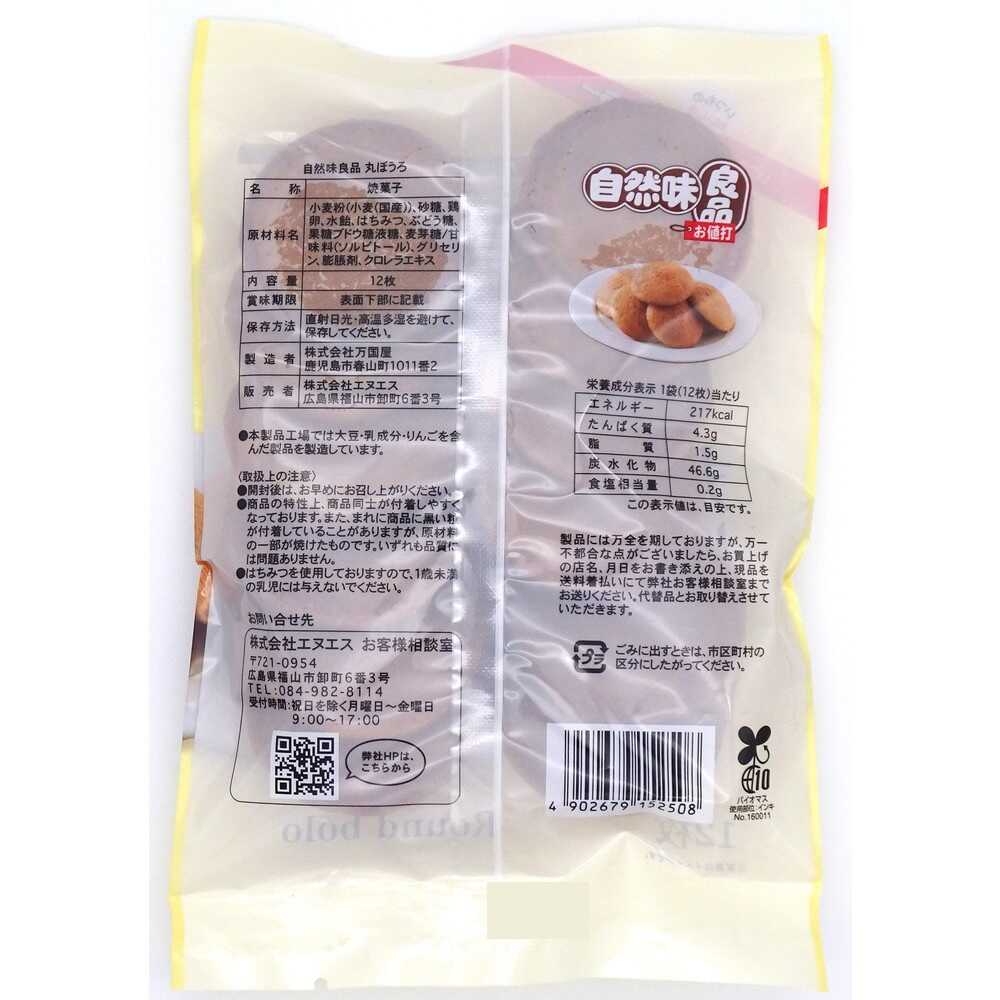 自然味良品 丸ぼうろ
名称 焼菓子
原材料名 小麦粉(小麦(国産))、砂糖、鶏
卵、水飴、はちみつ、ぶどう糖、
果糖ブドウ糖液糖、麦芽糖/甘
味料(ソルビトール)、グリセリ
ン、膨脹剤、クロレラエキス
内容量 12枚
賞味期限 表面下部に記載
保存方法 直射日光・高温多湿を避けて、
保存してください。
製造者 株式会社万国屋
鹿児島市春山町1011番2
販売者 株式会社エヌエス
広島県福山市卸町6番3号
●本製品工場では大豆・乳成分・りんごを含
んだ製品を製造しています。
〈取扱上の注意〉
●開封後は、お早めにお召し上がりください。
●商品の特性上、商品同士が付着しやすく
なっております。また、まれに商品に黒い粒
が付着していることがありますが、原材料
の一部が焼けたものです。いずれも品質に
は問題ありません。
●はちみつを使用しておりますので、1歳未満
の乳児には与えないでください。
お問い合せ先
株式会社エヌエス お客様相談室
〒721-0954
広島県福山市卸町6番3号
TEL:084-982-8114
受付時間:祝日を除く月曜日〜金曜日
9:00〜17:00
弊社HPは、
こちらから
自然味良品
お値打
栄養成分表示 1袋(12枚)当たり
エネルギー 217kcal
たんぱく質 4.3g
脂質 1.5g
炭水化物 46.6g
食塩相当量 0.2g
この表示値は、目安です。
製品には万全を期しておりますが、万一
不都合な点がございましたら、お買上げ
の店名、月日をお書き添えの上、現品を
送料着払いにて弊社お客様相談室まで
お送りください。代替品とお取り替えさせて
いただきます。
プラ
ごみに出すときは、市区町村の
区分にしたがってください。
4 902679 152508
10
バイオマス
使用部位:インキ
No.160011
Round bolo
12枚